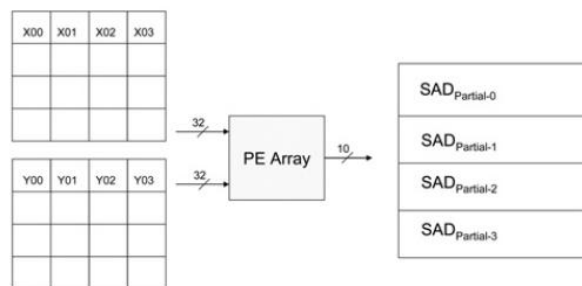 X00 X01 X02 X03
32
PE Array
10
32
Y00 Y01 Y02 Y03
SADPartial-0
SADPartial-1
SADPartial-2
SADPartial-3